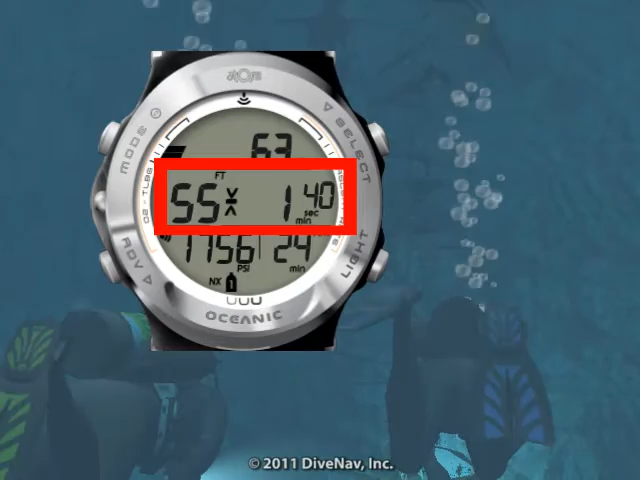 MODE
SELECT
63
FT
55 1 40
sec
min
1156 24
PSI min
NX
ADV
LIGHT
OCEANIC
© 2011 DiveNav, Inc.